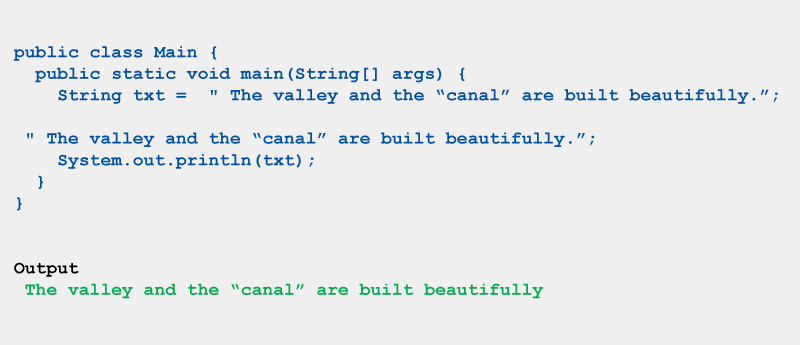 public class Main {
  public static void main(String[] args) {
    String txt =  " The valley and the “canal” are built beautifully.”;
 " The valley and the “canal” are built beautifully.”;
    System.out.println(txt);
  }
}
Output
 The valley and the “canal” are built beautifully